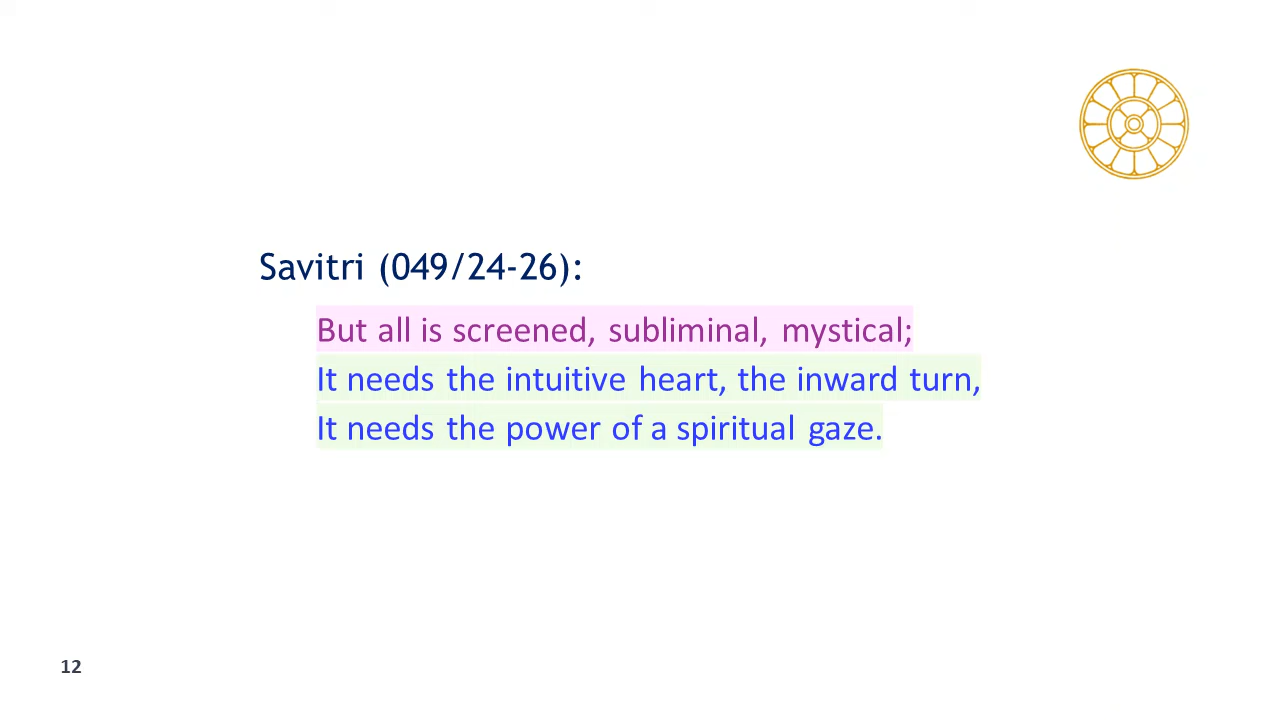 Savitri (049/24-26):
But all is screened, subliminal, mystical;
It needs the intuitive heart, the inward turn,
It needs the power of a spiritual gaze.
12